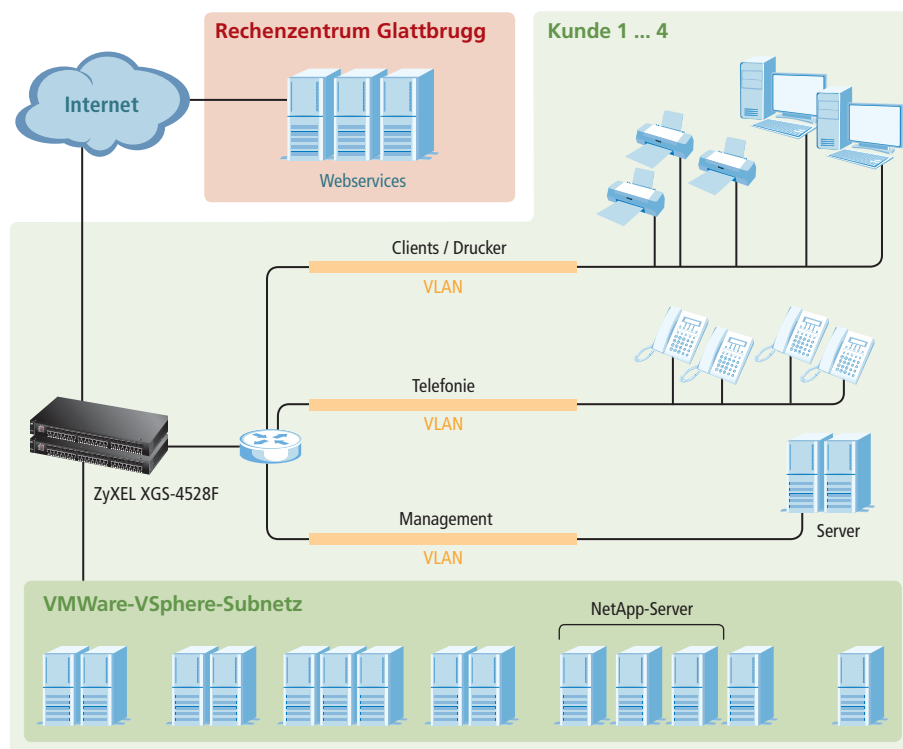 Rechenzentrum Glattbrugg
Kunde 1 ... 4
Internet
Webservices
Clients / Drucker
VLAN
Telefonie
VLAN
ZyXEL XGS-4528F
Management
VLAN
Server
VMWare-VSphere-Subnetz
NetApp-Server